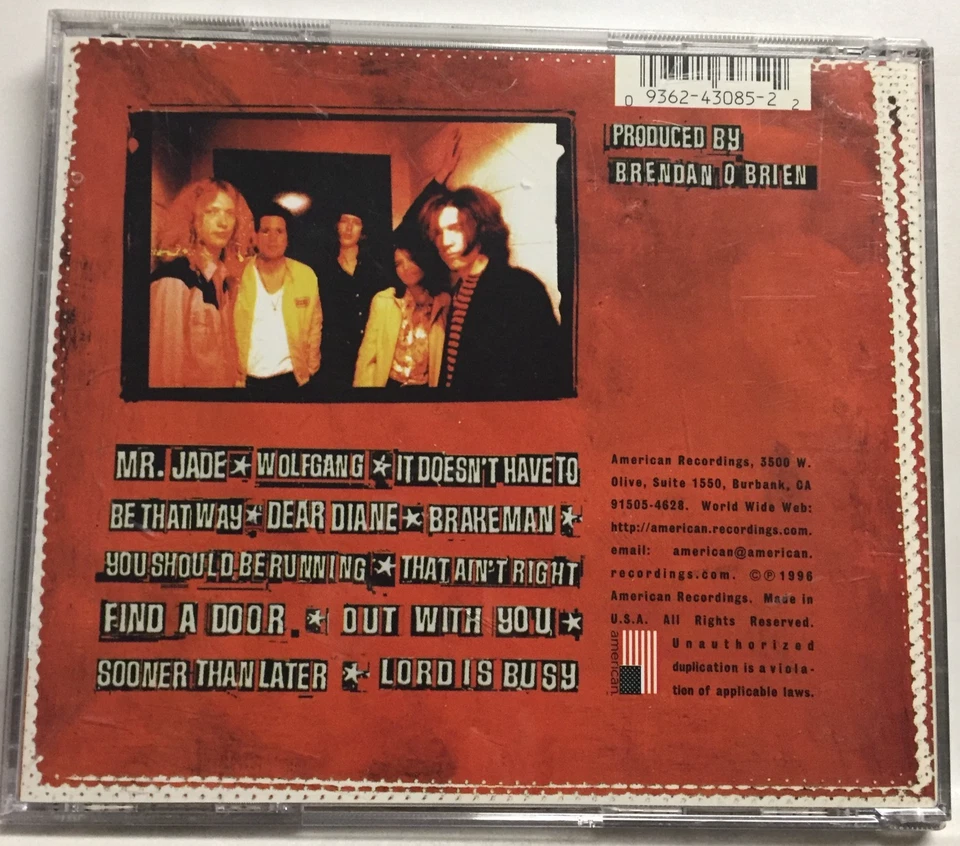 0 9362-43085-2 2
PRODUCED BY
BRENDAN O'BRIEN
MR. JADE ★ WOLFGANG ★ IT DOESN'T HAVE TO
BE THAT WAY ★ DEAR DIANE ★ BRAKEMAN ★
YOU SHOULD BE RUNNING ★ THAT AIN'T RIGHT
FIND A DOOR. ★ OUT WITH YOU ★
SOONER THAN LATER ★ LORD IS BUSY
American Recordings, 3500 W.
Olive, Suite 1550, Burbank, CA
91505-4628. World Wide Web:
http://american.recordings.com.
email: american@american.
recordings.com. ©℗1996
American Recordings. Made in
U.S.A. All Rights Reserved.
Unauthorized
duplication is a viola-
tion of applicable laws.
american